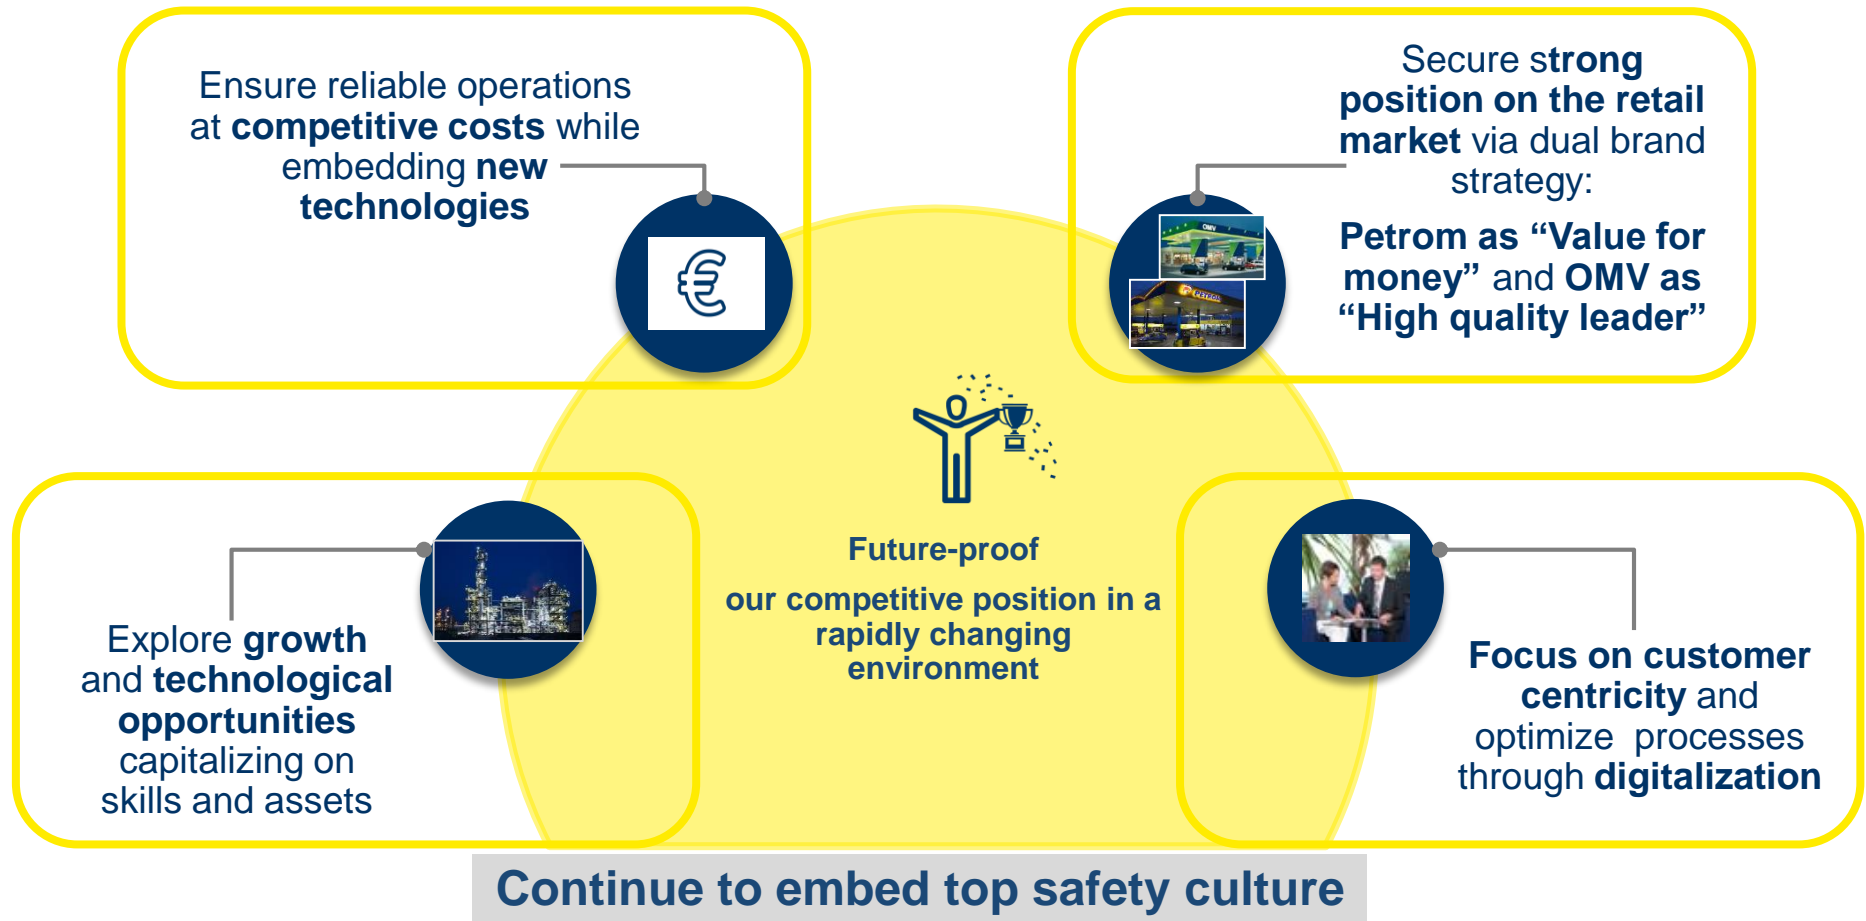 Ensure reliable operations
at competitive costs while
embedding new
technologies
Secure strong
position on the retail
market via dual brand
strategy:
Petrom as “Value for
money” and OMV as
“High quality leader”
€
OMV
PETROM
Future-proof
our competitive position in a
rapidly changing
environment
Explore growth
and technological
opportunities
capitalizing on
skills and assets
Focus on customer
centricity and
optimize  processes
through digitalization
Continue to embed top safety culture